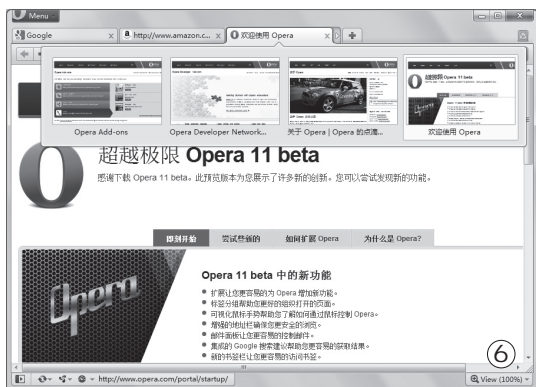 Menu
Google
http://www.amazon.c...
欢迎使用 Opera
Opera Add-ons
Opera Developer Network...
关于 Opera | Opera 的点滴...
超越极限 Opera 11 beta
欢迎使用 Opera
超越极限 Opera 11 beta
感谢下载 Opera 11 beta。此预览版本为您展示了许多新的创新。您可以尝试发现新的功能。
即刻开始 尝试些新的 如何扩展 Opera 为什么是 Opera?
Opera 11 beta 中的新功能
扩展让您更容易的为 Opera 增加新功能。
标签分组帮助您更好的组织打开的页面。
可视化鼠标手势帮助您了解如何通过鼠标控制 Opera。
增强的地址栏确保您更安全的浏览。
邮件面板让您更容易的控制邮件。
集成的 Google 搜索建议帮助您更容易的获取结果。
新的书签栏让您更容易的访问书签。
Opera
⑥
http://www.opera.com/portal/startup/
View (100%)